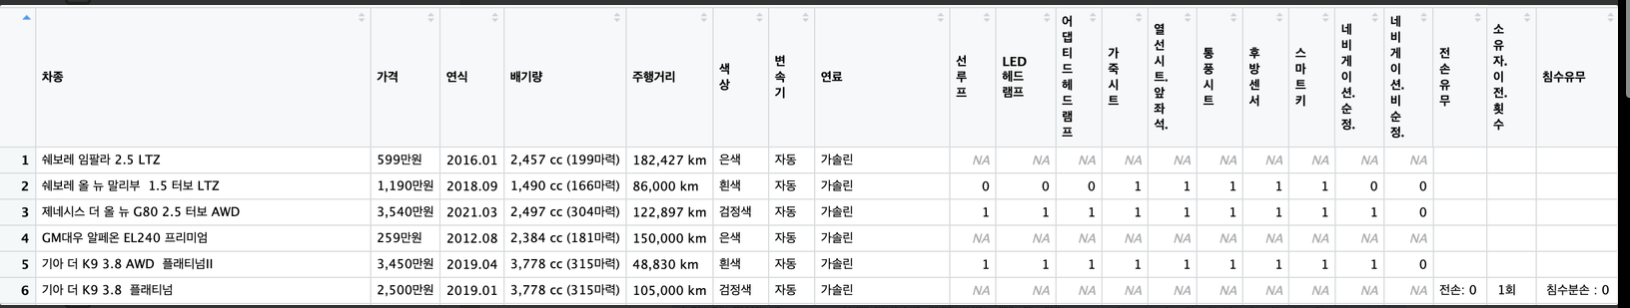 차종 가격 연식 배기량 주행거리 색상 변속기 연료 선루프 LED헤드램프 어댑티드헤드램프 가죽시트 열선시트.앞좌석. 통풍시트 후방센서 스마트키 네비게이션.순정. 네비게이션.비순정. 전손유무 소유자.이전.횟수 침수유무
1 쉐보레 임팔라 2.5 LTZ 599만원 2016.01 2,457 cc (199마력) 182,427 km 은색 자동 가솔린 NA NA NA NA NA NA NA NA NA NA
2 쉐보레 올 뉴 말리부 1.5 터보 LTZ 1,190만원 2018.09 1,490 cc (166마력) 86,000 km 흰색 자동 가솔린 0 0 0 1 1 1 1 1 0 0
3 제네시스 더 올 뉴 G80 2.5 터보 AWD 3,540만원 2021.03 2,497 cc (304마력) 122,897 km 검정색 자동 가솔린 1 1 1 1 1 1 1 1 1 0
4 GM대우 알페온 EL240 프리미엄 259만원 2012.08 2,384 cc (181마력) 150,000 km 은색 자동 가솔린 NA NA NA NA NA NA NA NA NA NA
5 기아 더 K9 3.8 AWD 플래티넘II 3,450만원 2019.04 3,778 cc (315마력) 48,830 km 흰색 자동 가솔린 1 1 1 1 1 1 1 1 1 0
6 기아 더 K9 3.8 플래티넘 2,500만원 2019.01 3,778 cc (315마력) 105,000 km 검정색 자동 가솔린 NA NA NA NA NA NA NA NA NA NA 전손: 0 1회 침수분손 : 0